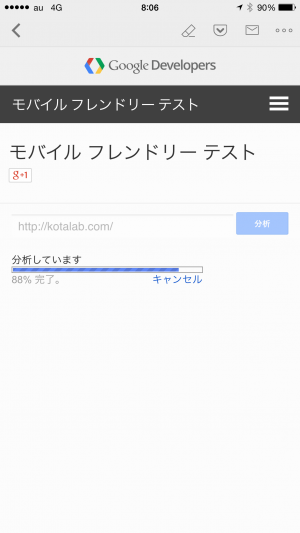 au 4G 8:06 90%
Google Developers
モバイル フレンドリー テスト
モバイル フレンドリー テスト
g+1
http://kotalab.com/ 分析
分析しています
88% 完了。 キャンセル